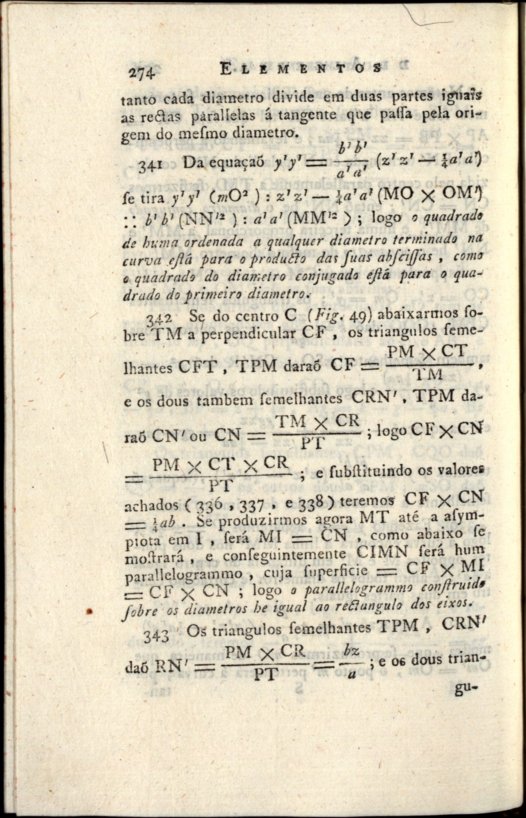 274 ELEMENTOS
tanto cada diametro divide em duas partes iguais
as rectas parallelas á tangente que paſſa pela ori-
gem do meſmo diametro.
341 Da equaçaõ y'y' = b'b'/a'a' (z'z' — ¼a'a')
ſe tira y'y' (mO²) : z'z' — ¼a'a' (MO × OM')
:: b'b' (NN'²) : a'a' (MM'²) ; logo o quadrado
de huma ordenada a qualquer diametro terminado na
curva eſtá para o producto das ſuas abſciſſas , como
o quadrado do diametro conjugado eſtá para o qua-
drado do primeiro diametro.
342 Se do centro C (Fig. 49) abaixarmos ſo-
bre TM a perpendicular CF , os triangulos ſeme-
lhantes CFT , TPM daraõ CF = PM × CT/TM ,
e os dous tambem ſemelhantes CRN' , TPM da-
raõ CN' ou CN = TM × CR/PT ; logo CF × CN
= PM × CT × CR/PT ; e ſubſtituindo os valores
achados ( 336 , 337 , e 338 ) teremos CF × CN
= ¼ab . Se produzirmos agora MT até a aſym-
ptota em I , ſerá MI = CN , como abaixo ſe
moſtrará , e conſeguintemente CIMN ſerá hum
parallelogrammo , cuja ſuperficie = CF × MI
= CF × CN ; logo o parallelogrammo conſtruido
ſobre os diametros he igual ao rectangulo dos eixos.
343 Os triangulos ſemelhantes TPM , CRN'
daõ RN' = PM × CR/PT = bz/a ; e os dous trian-
gu-